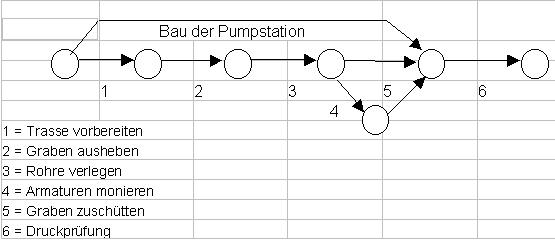 Bau der Pumpstation
1
2
3
4
5
6
1 = Trasse vorbereiten
2 = Graben ausheben
3 = Rohre verlegen
4 = Armaturen monieren
5 = Graben zuschütten
6 = Druckprüfung